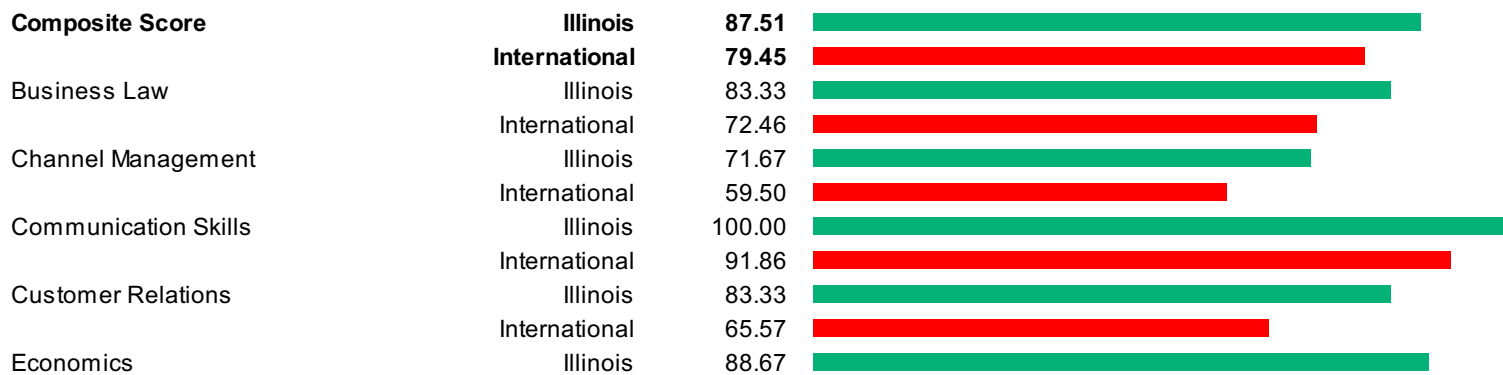 Composite Score Illinois 87.51
International 79.45
Business Law Illinois 83.33
International 72.46
Channel Management Illinois 71.67
International 59.50
Communication Skills Illinois 100.00
International 91.86
Customer Relations Illinois 83.33
International 65.57
Economics Illinois 88.67